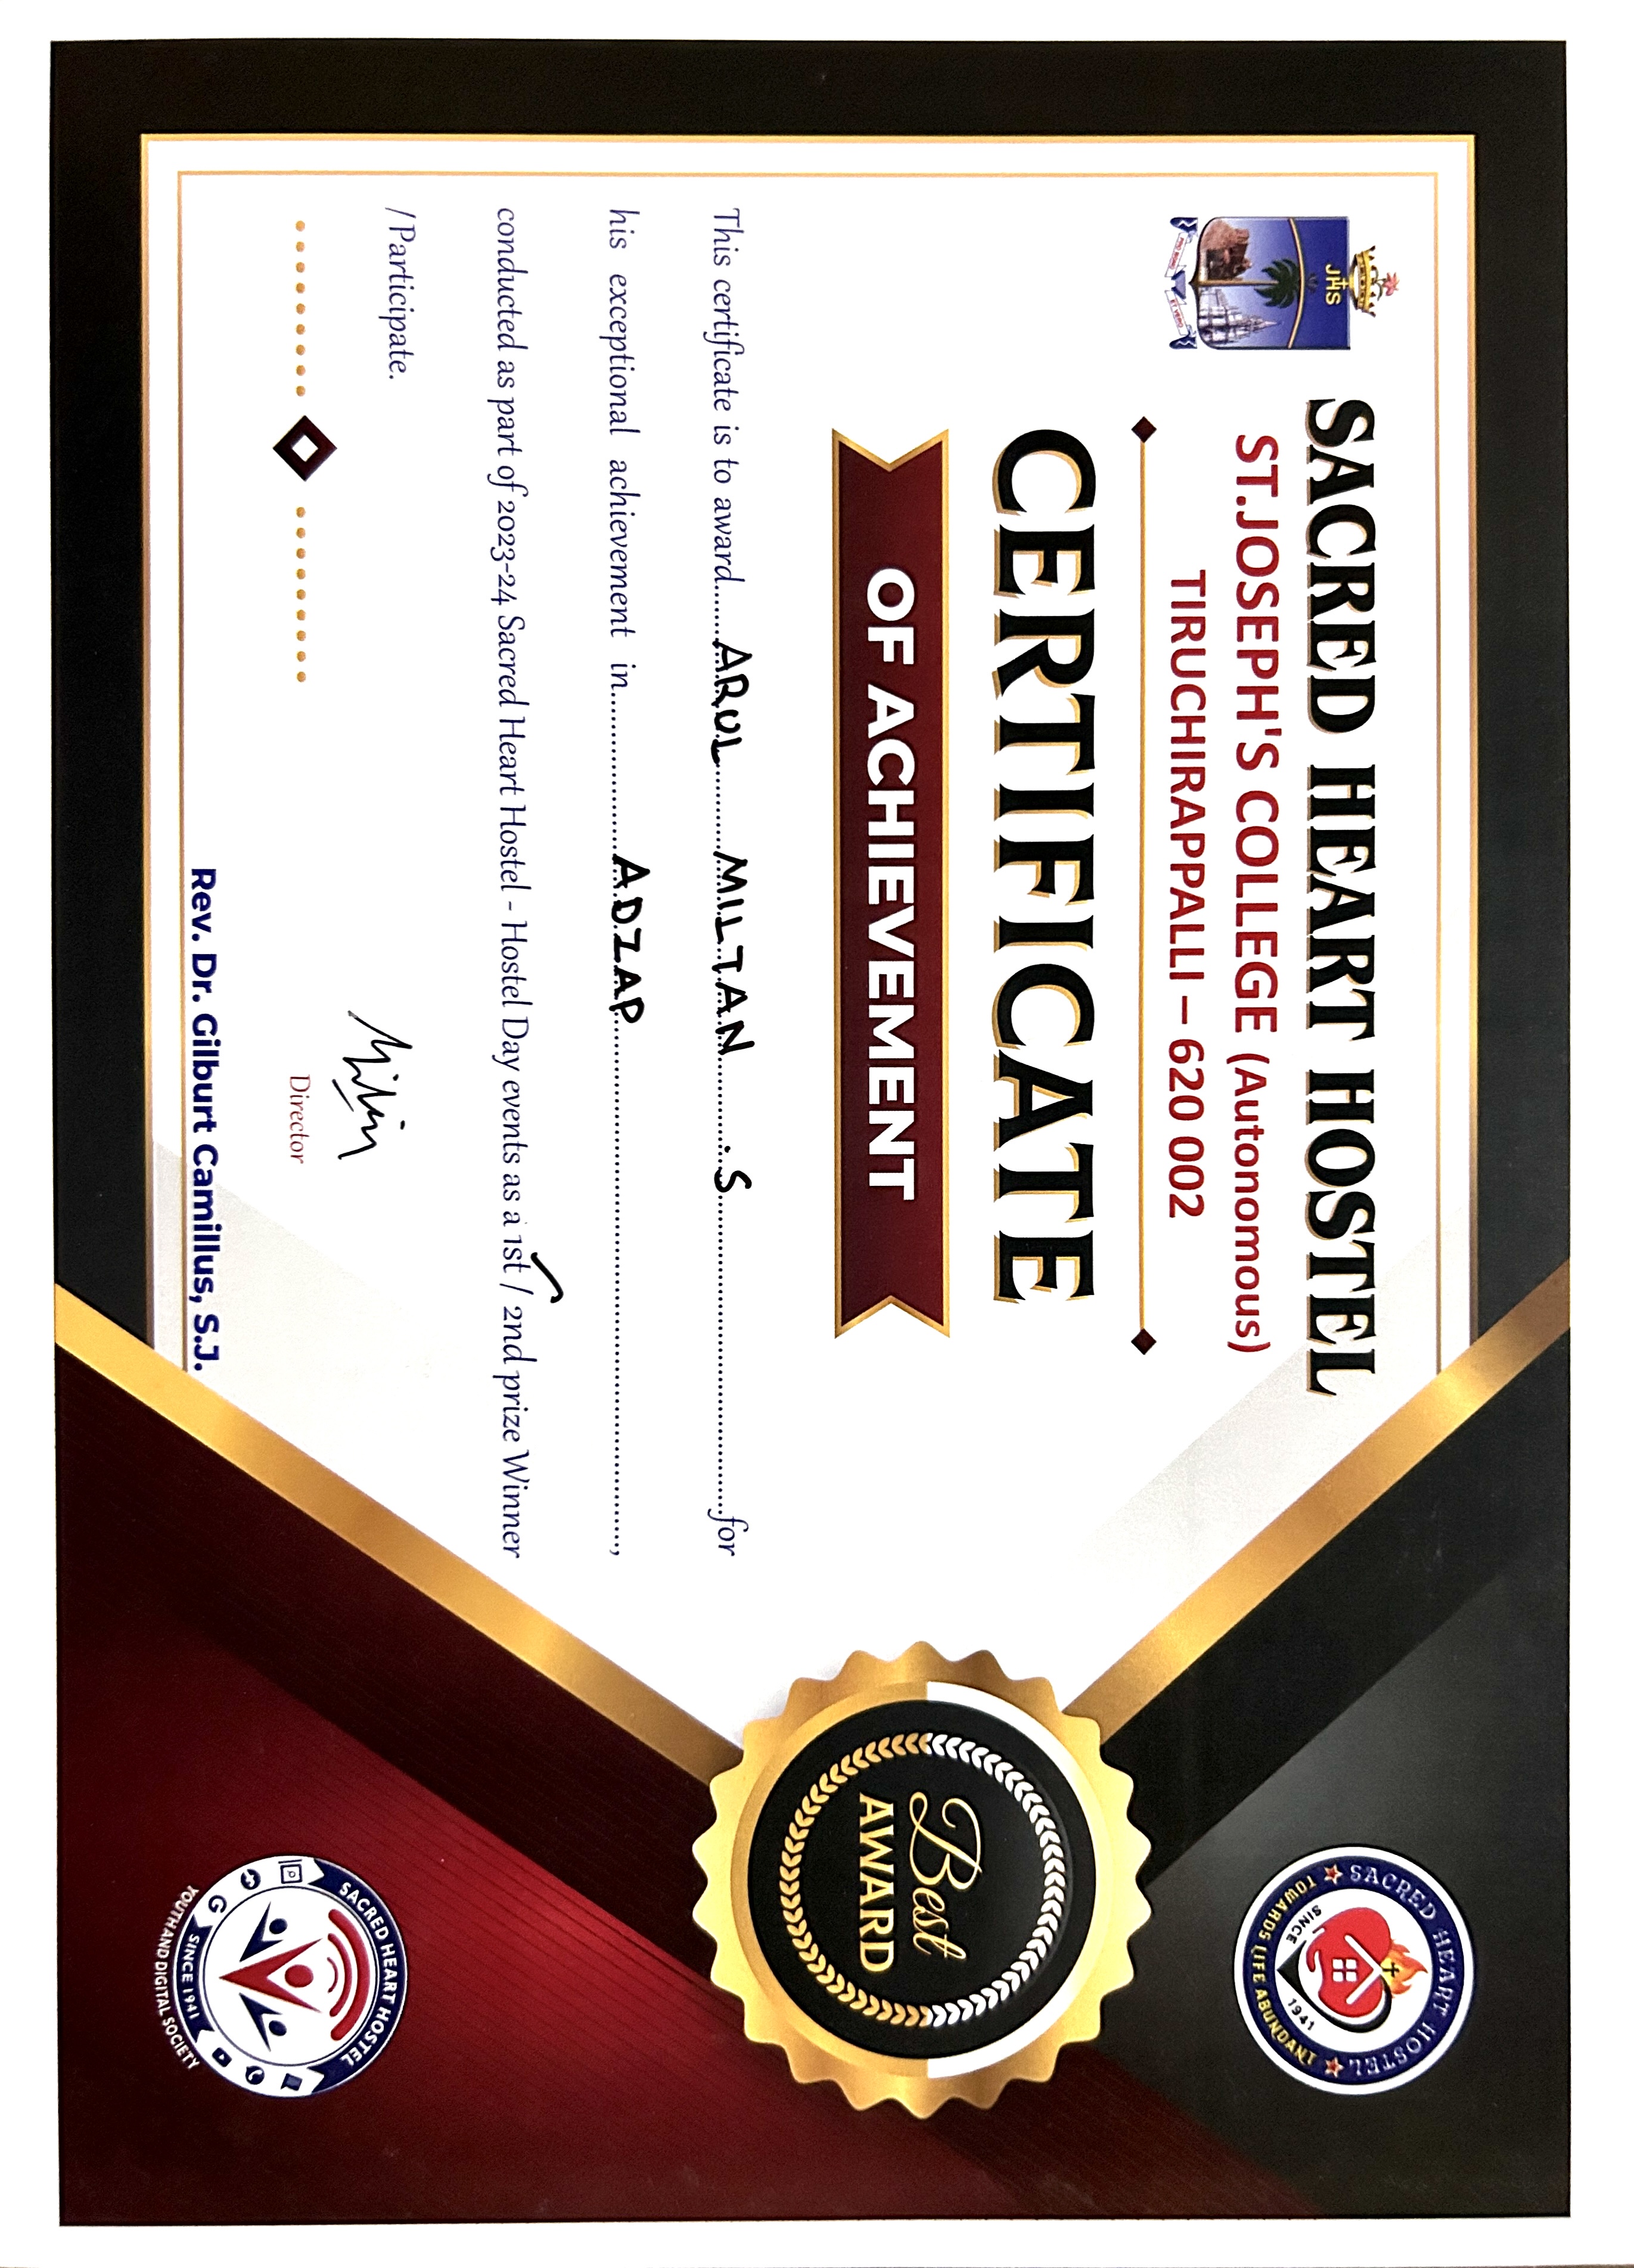 SACRED HEART HOSTEL
ST.JOSEPH'S COLLEGE (Autonomous)
TIRUCHIRAPPALLI – 620 002
JHS
PRO BONO ET VERO
CERTIFICATE
OF ACHIEVEMENT
This certificate is to award......ARUL MILTAN .S......for
his exceptional achievement in......ADZAP......,
conducted as part of 2023-24 Sacred Heart Hostel - Hostel Day events as a 1st / 2nd prize Winner
/ Participate.
Director
Rev. Dr. Gilburt Camillus, S.J.
SACRED HEART HOSTEL
SINCE 1941
TOWARDS LIFE ABUNDANT
Best
AWARD
SACRED HEART HOSTEL
SINCE 1941
YOUTH AND DIGITAL SOCIETY